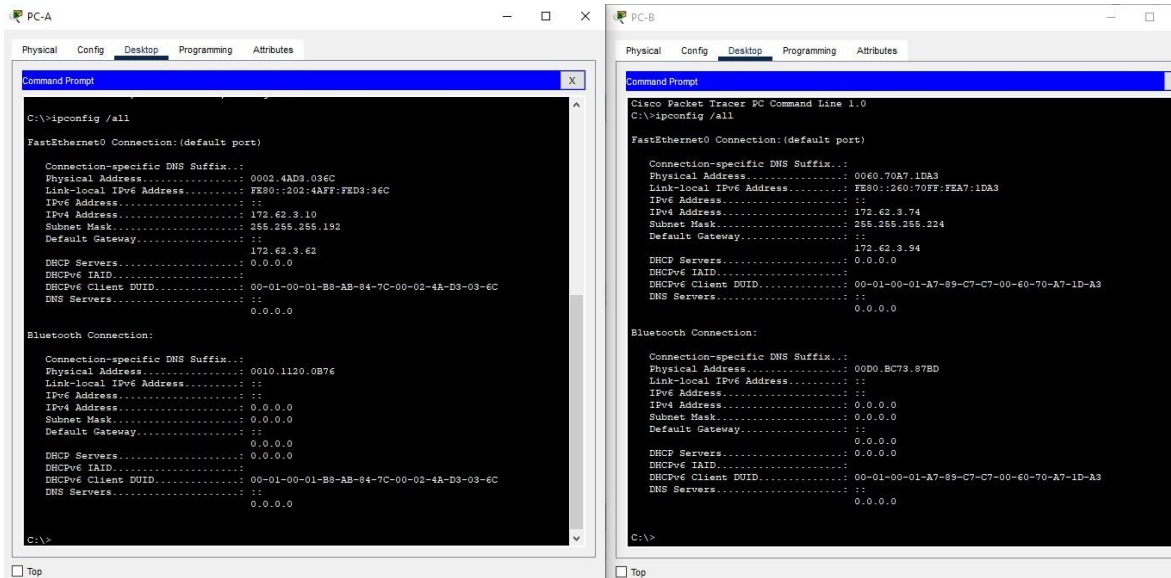 PC-A
Physical Config Desktop Programming Attributes
Command Prompt
X
C:\>ipconfig /all
FastEthernet0 Connection:(default port)
Connection-specific DNS Suffix..:
Physical Address................: 0002.4AD3.036C
Link-local IPv6 Address.........: FE80::202:4AFF:FED3:36C
IPv6 Address....................: ::
IPv4 Address....................: 172.62.3.10
Subnet Mask.....................: 255.255.255.192
Default Gateway.................: ::
172.62.3.62
DHCP Servers....................: 0.0.0.0
DHCPv6 IAID.....................:
DHCPv6 Client DUID..............: 00-01-00-01-B8-AB-84-7C-00-02-4A-D3-03-6C
DNS Servers.....................: ::
0.0.0.0
Bluetooth Connection:
Connection-specific DNS Suffix..:
Physical Address................: 0010.1120.0B76
Link-local IPv6 Address.........: ::
IPv6 Address....................: ::
IPv4 Address....................: 0.0.0.0
Subnet Mask.....................: 0.0.0.0
Default Gateway.................: ::
0.0.0.0
DHCP Servers....................: 0.0.0.0
DHCPv6 IAID.....................:
DHCPv6 Client DUID..............: 00-01-00-01-B8-AB-84-7C-00-02-4A-D3-03-6C
DNS Servers.....................: ::
0.0.0.0
C:\>
Top
PC-B
Physical Config Desktop Programming Attributes
Command Prompt
Cisco Packet Tracer PC Command Line 1.0
C:\>ipconfig /all
FastEthernet0 Connection:(default port)
Connection-specific DNS Suffix..:
Physical Address................: 0060.70A7.1DA3
Link-local IPv6 Address.........: FE80::260:70FF:FEA7:1DA3
IPv6 Address....................: ::
IPv4 Address....................: 172.62.3.74
Subnet Mask.....................: 255.255.255.224
Default Gateway.................: ::
172.62.3.94
DHCP Servers....................: 0.0.0.0
DHCPv6 IAID.....................:
DHCPv6 Client DUID..............: 00-01-00-01-A7-89-C7-C7-00-60-70-A7-1D-A3
DNS Servers.....................: ::
0.0.0.0
Bluetooth Connection:
Connection-specific DNS Suffix..:
Physical Address................: 00D0.BC73.87BD
Link-local IPv6 Address.........: ::
IPv6 Address....................: ::
IPv4 Address....................: 0.0.0.0
Subnet Mask.....................: 0.0.0.0
Default Gateway.................: ::
0.0.0.0
DHCP Servers....................: 0.0.0.0
DHCPv6 IAID.....................:
DHCPv6 Client DUID..............: 00-01-00-01-A7-89-C7-C7-00-60-70-A7-1D-A3
DNS Servers.....................: ::
0.0.0.0
C:\>
Top